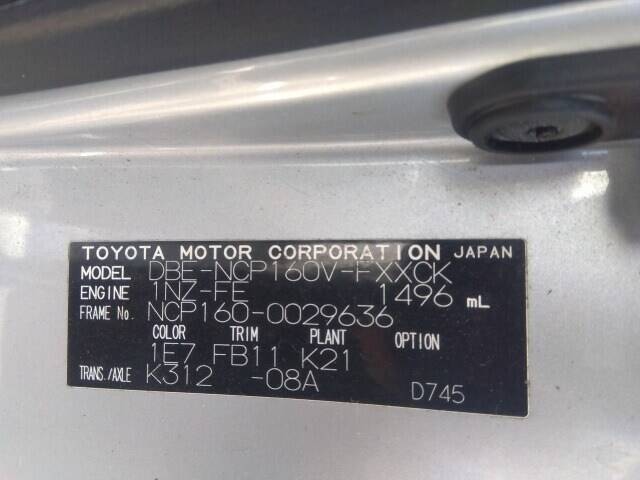 TOYOTA MOTOR CORPORATION JAPAN
MODEL DBE-NCP160V-EXXCK
ENGINE 1NZ-FE 1496 mL
FRAME No. NCP160-0029636
COLOR TRIM PLANT OPTION
1E7 FB11 K21
TRANS./AXLE K312 -08A
D745